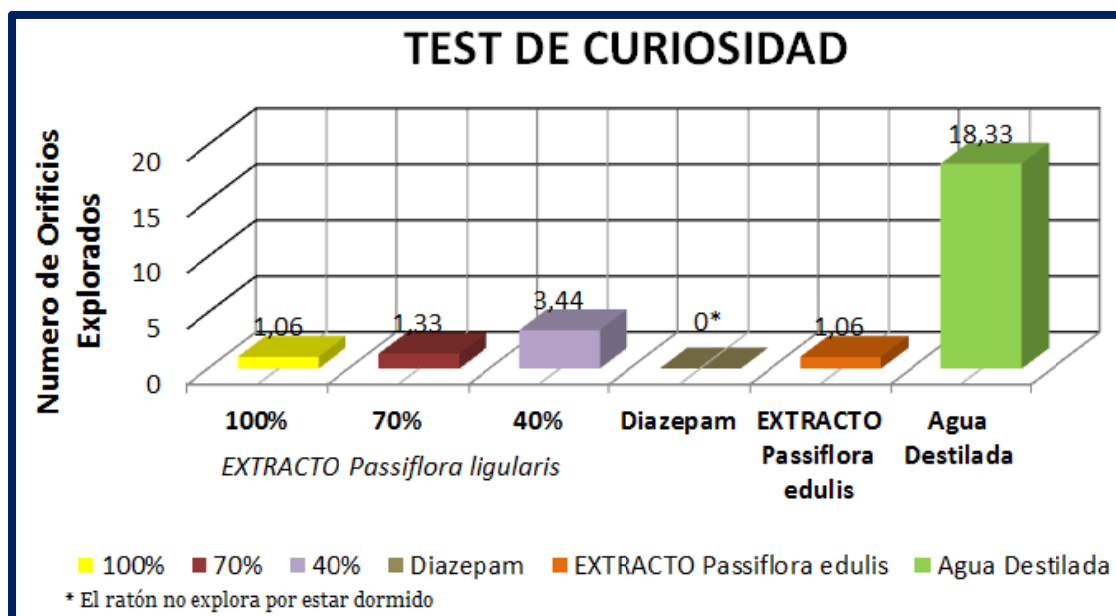 TEST DE CURIOSIDAD
Numero de Orificios
Explorados
20
15
10
5
0
1,06
1,33
3,44
0*
1,06
18,33
100%
70%
40%
Diazepam
EXTRACTO
Passiflora
edulis
Agua
Destilada
EXTRACTO Passiflora ligularis
100% 70% 40% Diazepam EXTRACTO Passiflora edulis Agua Destilada
* El ratón no explora por estar dormido